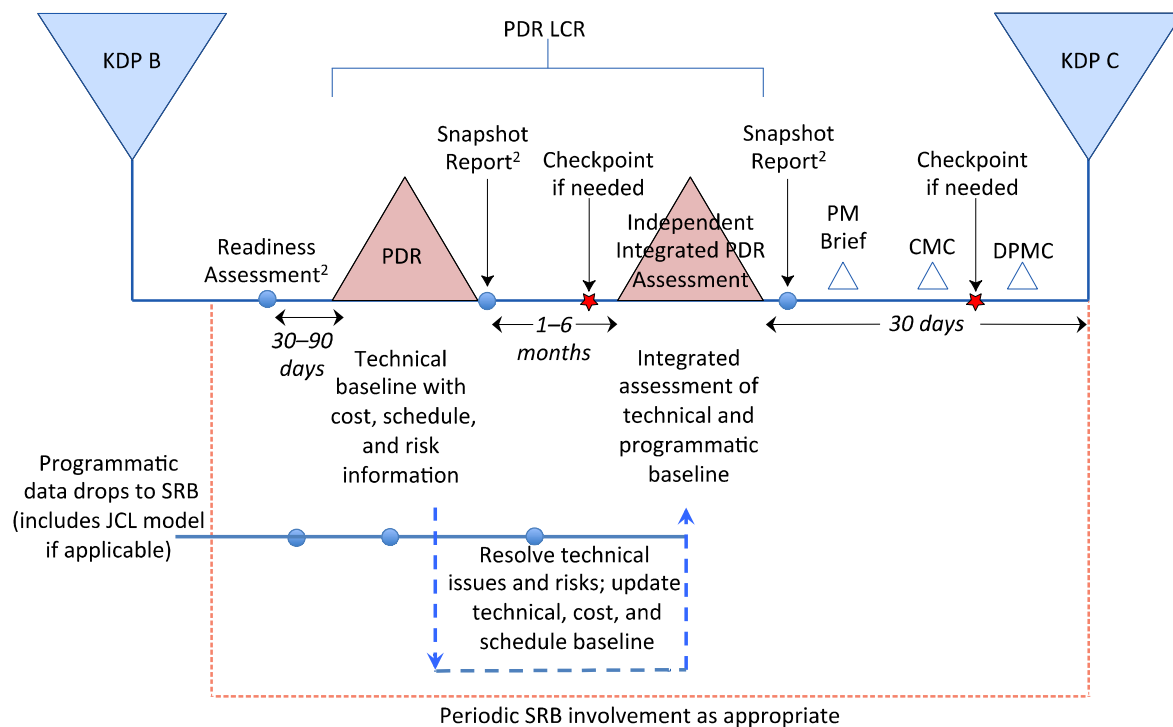 PDR LCR
KDP B
KDP C
Snapshot
Report2
Checkpoint
if needed
Snapshot
Report2
Checkpoint
if needed
Readiness
Assessment2
PDR
Independent
Integrated PDR
Assessment
PM
Brief
CMC
DPMC
30–90
days
1–6
months
30 days
Technical
baseline with
cost, schedule,
and risk
information
Integrated
assessment of
technical and
programmatic
baseline
Programmatic
data drops to SRB
(includes JCL model
if applicable)
Resolve technical
issues and risks; update
technical, cost, and
schedule baseline
Periodic SRB involvement as appropriate